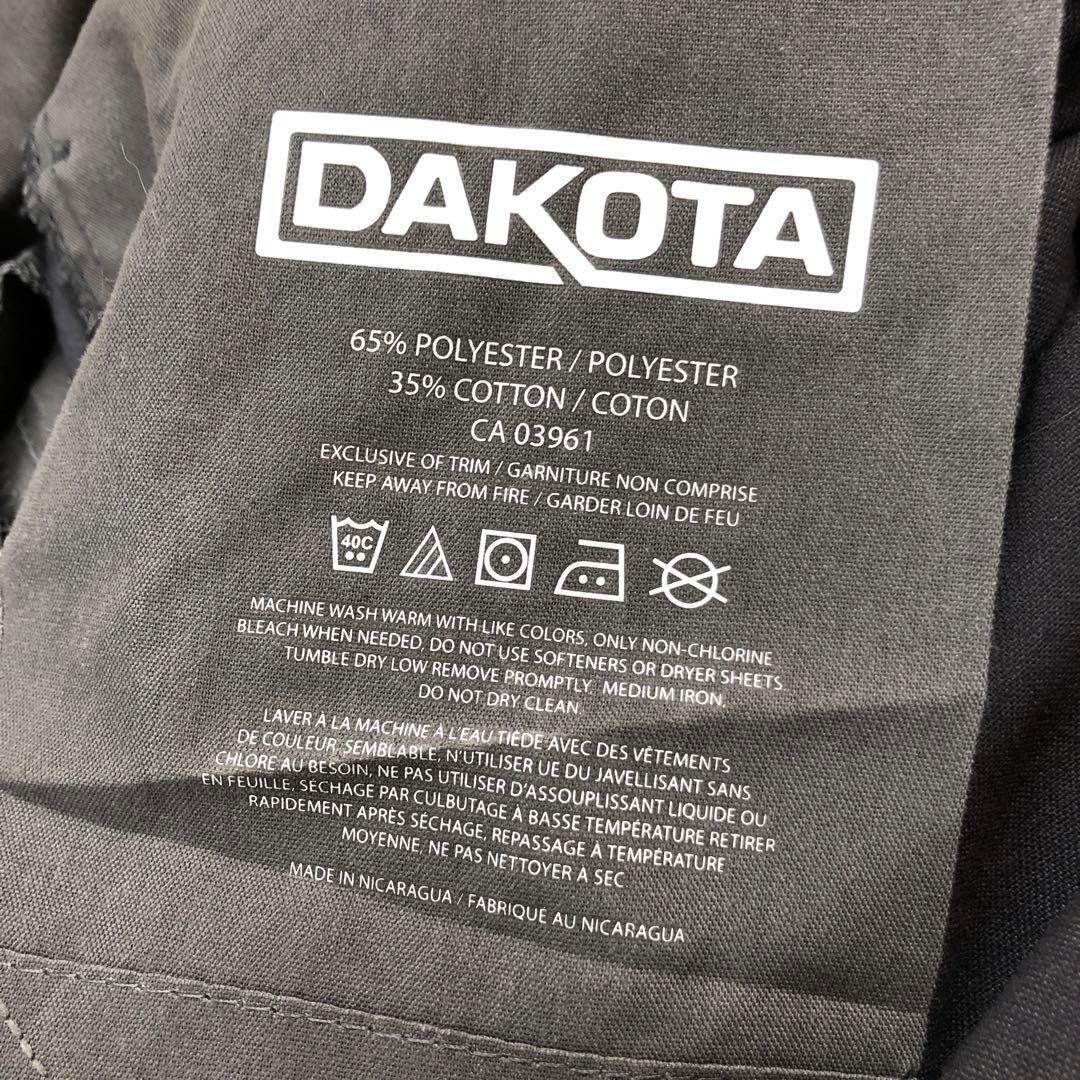 DAKOTA
65% POLYESTER / POLYESTER
35% COTTON / COTON
CA 03961
EXCLUSIVE OF TRIM / GARNITURE NON COMPRISE
KEEP AWAY FROM FIRE / GARDER LOIN DE FEU
40C
MACHINE WASH WARM WITH LIKE COLORS, ONLY NON-CHLORINE
BLEACH WHEN NEEDED, DO NOT USE SOFTENERS OR DRYER SHEETS
TUMBLE DRY LOW REMOVE PROMPTLY, MEDIUM IRON,
DO NOT DRY CLEAN
LAVER À LA MACHINE À L'EAU TIÈDE AVEC DES VÊTEMENTS
DE COULEUR, SEMBLABLE, N'UTILISER UE DU JAVELLISANT SANS
CHLORE AU BESOIN, NE PAS UTILISER D'ASSOUPLISSANT LIQUIDE OU
EN FEUILLE, SÉCHAGE PAR CULBUTAGE À BASSE TEMPÉRATURE RETIRER
RAPIDEMENT APRÈS SÉCHAGE, REPASSAGE À TEMPÉRATURE
MOYENNE, NE PAS NETTOYER A SEC
MADE IN NICARAGUA / FABRIQUE AU NICARAGUA